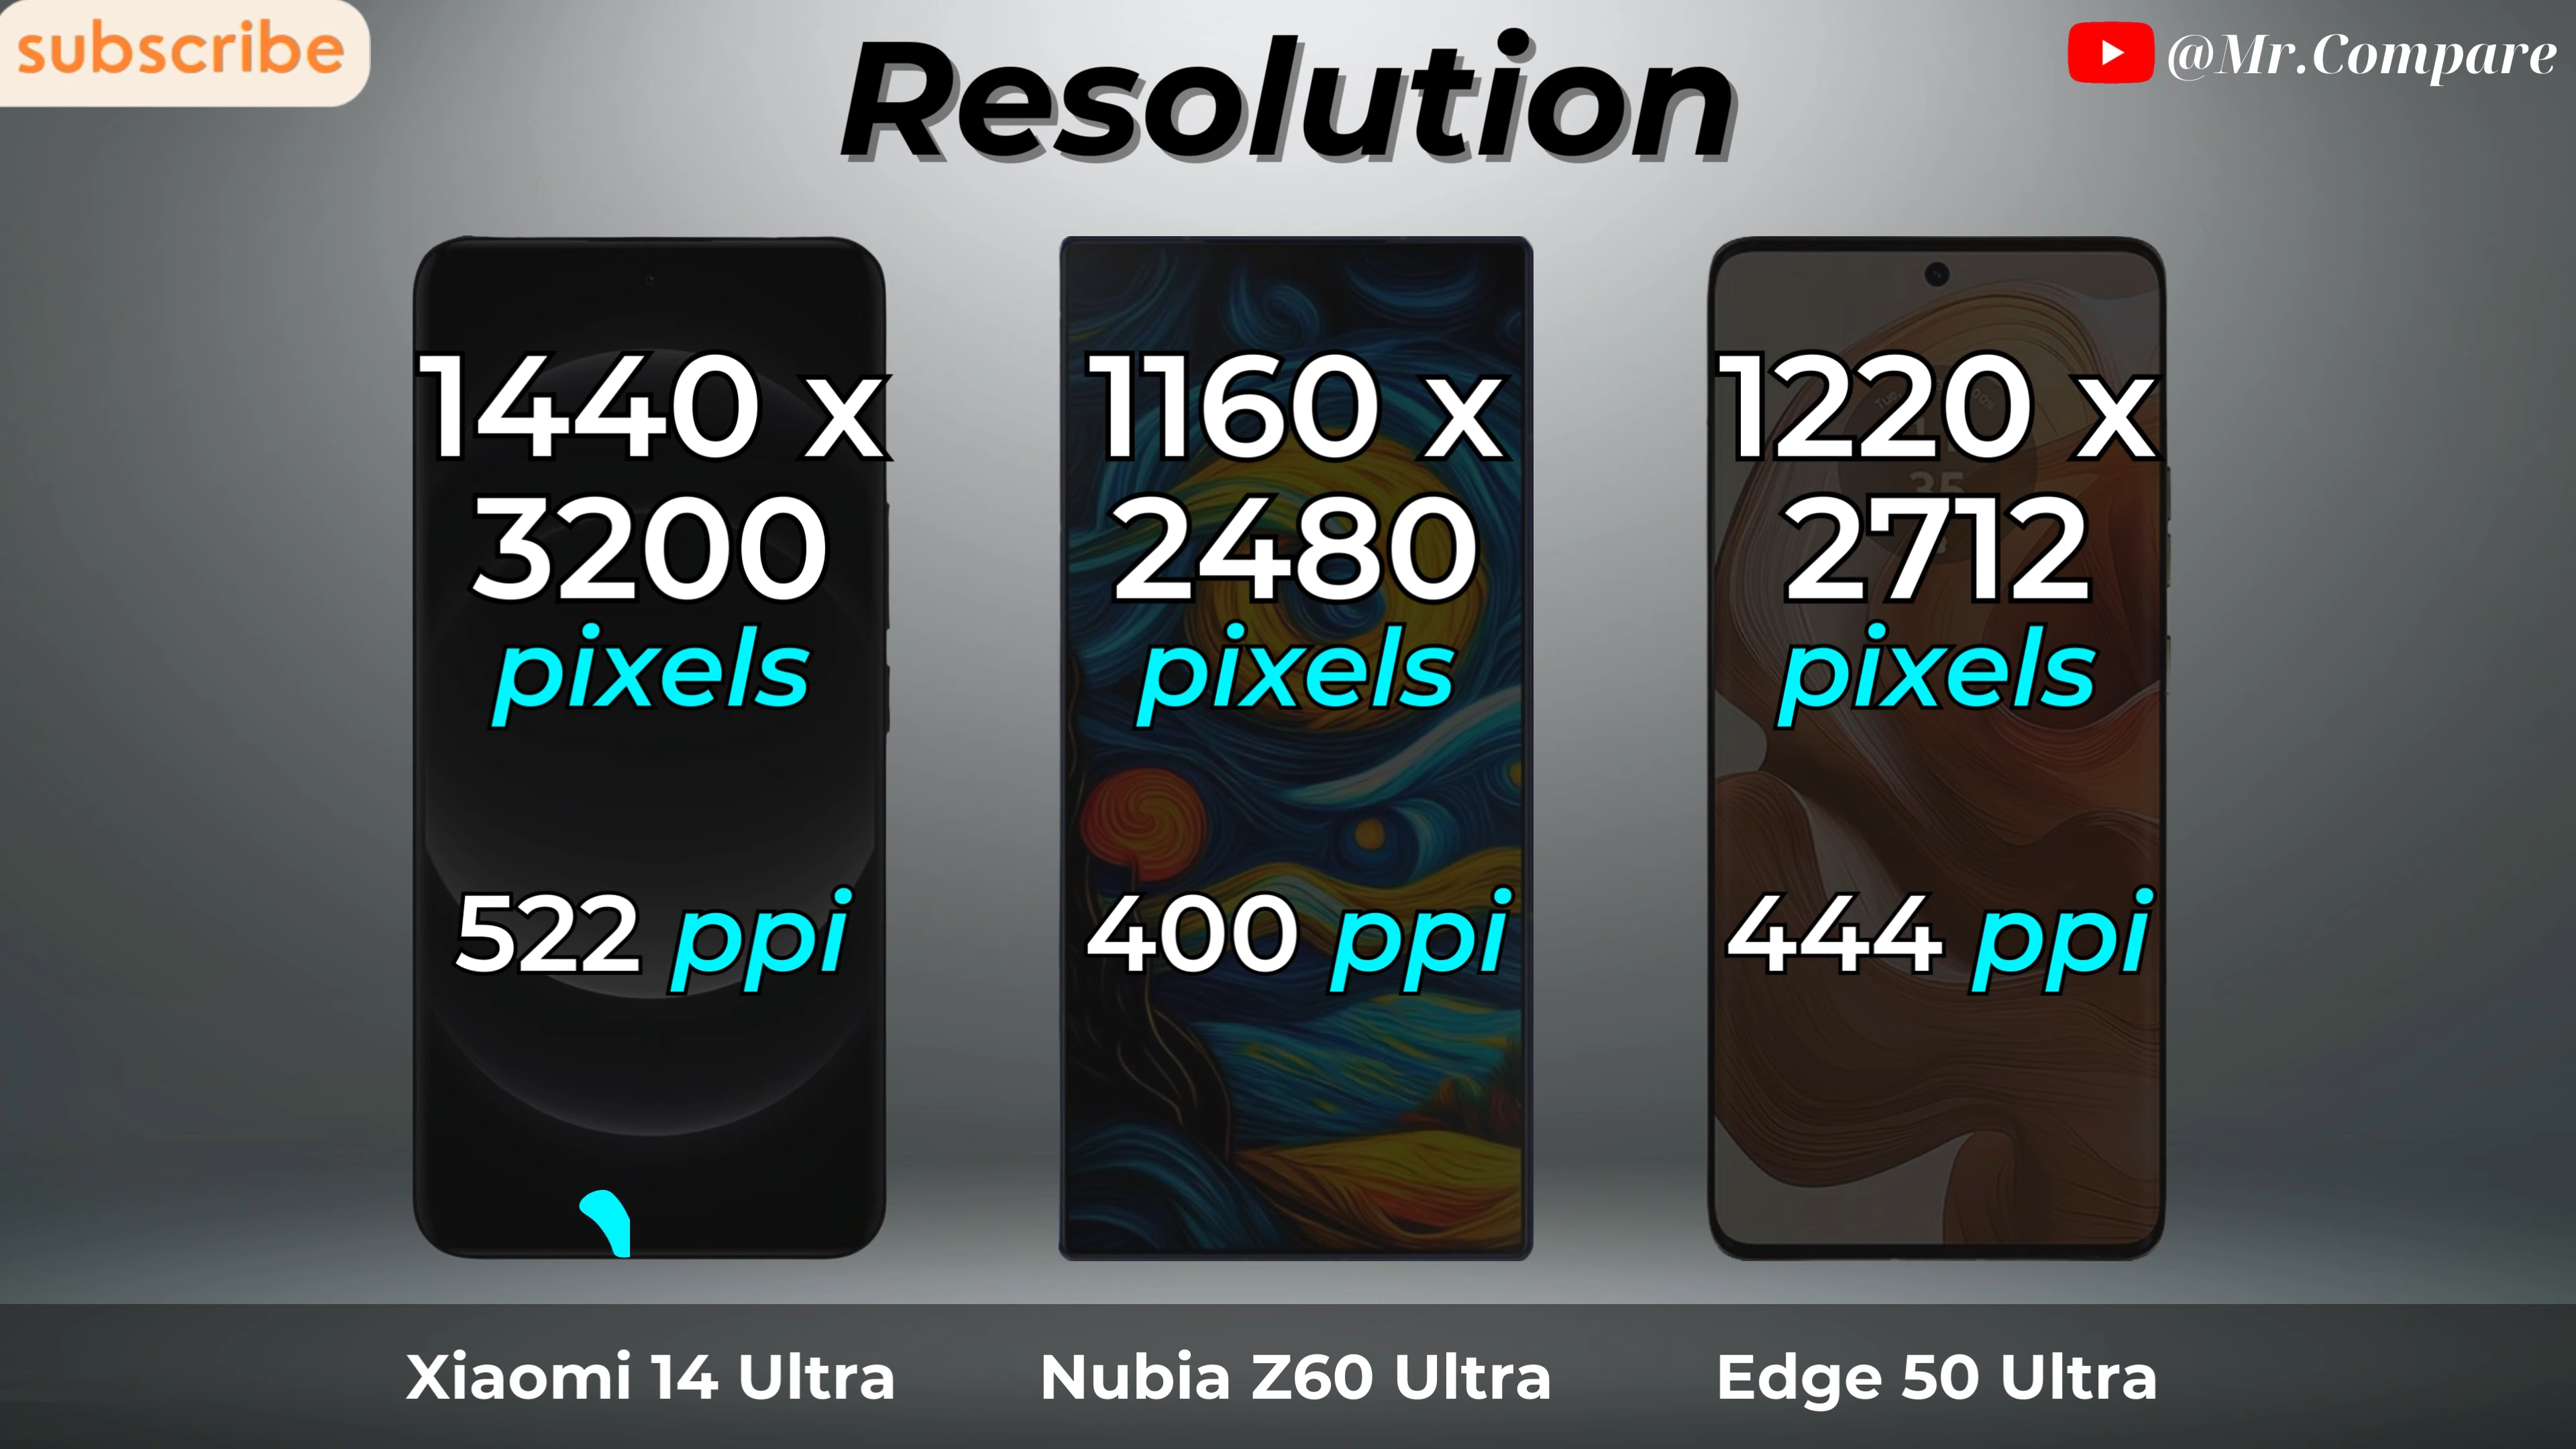 subscribe
Resolution
@Mr.Compare
1440 x
3200
pixels
522 ppi
1160 x
2480
pixels
400 ppi
1220 x
2712
pixels
444 ppi
Xiaomi 14 Ultra
Nubia Z60 Ultra
Edge 50 Ultra